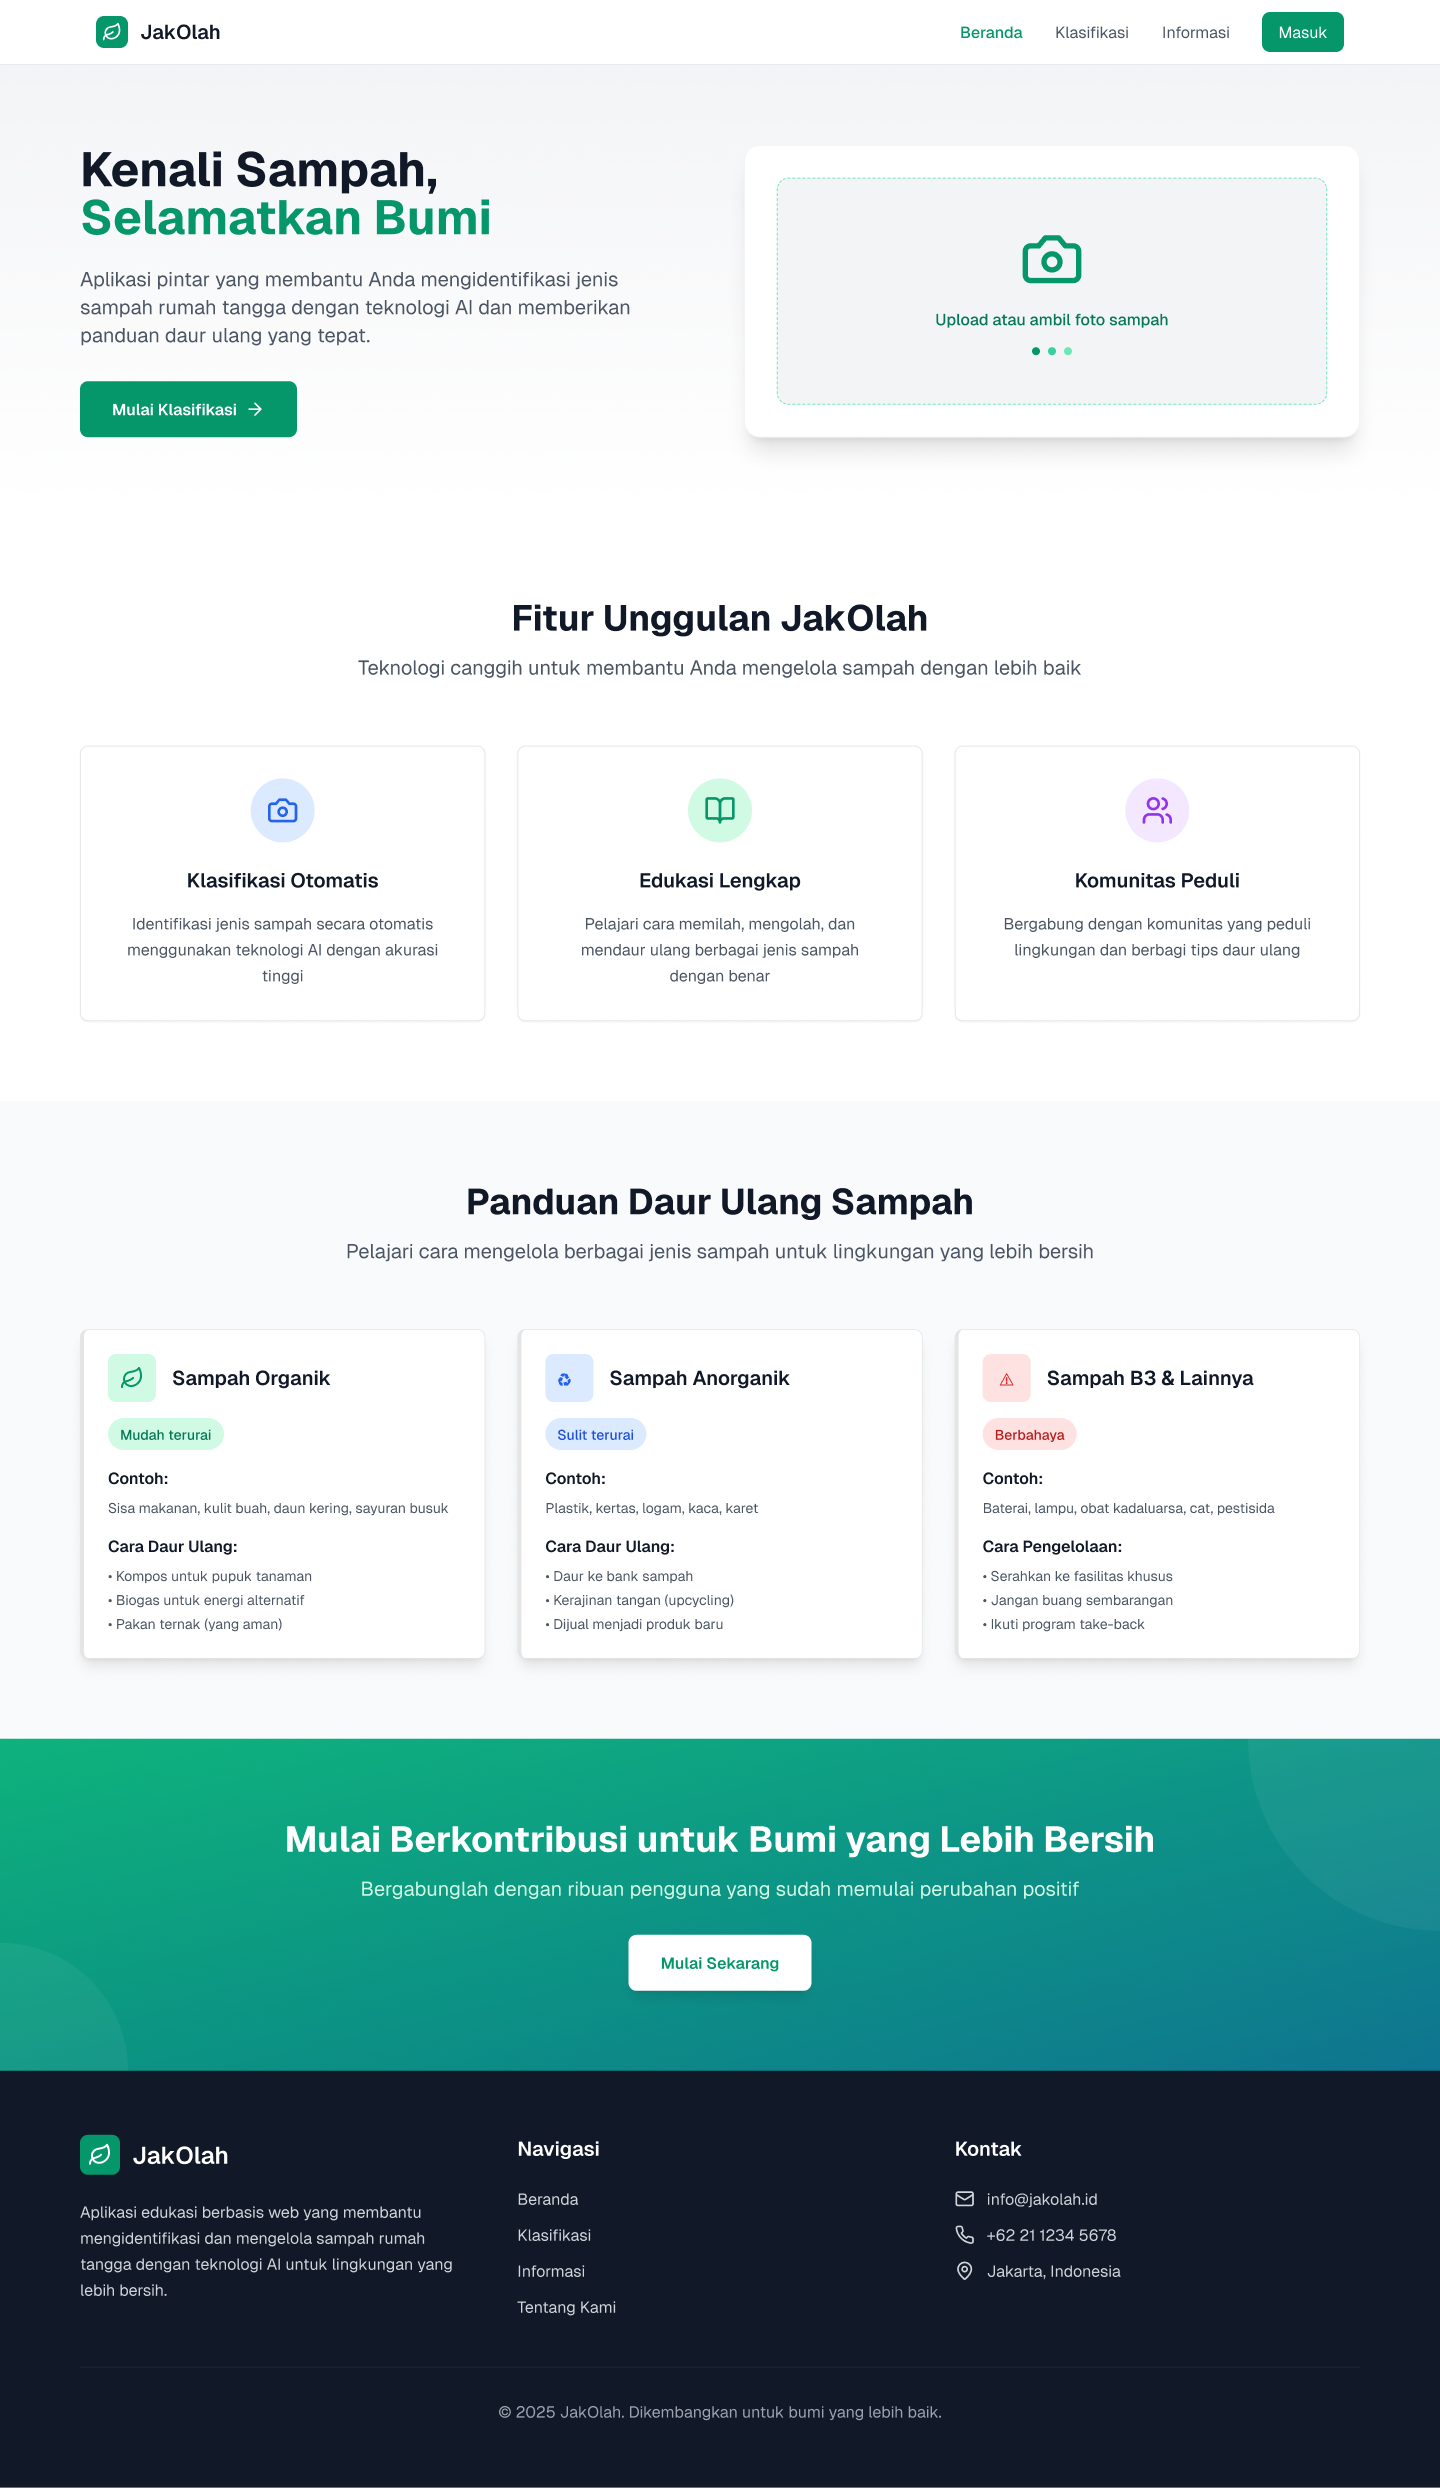 JakOlah
Beranda
Klasifikasi
Informasi
Masuk
Kenali Sampah,
Selamatkan Bumi
Aplikasi pintar yang membantu Anda mengidentifikasi jenis
sampah rumah tangga dengan teknologi AI dan memberikan
panduan daur ulang yang tepat.
Mulai Klasifikasi
Upload atau ambil foto sampah
Fitur Unggulan JakOlah
Teknologi canggih untuk membantu Anda mengelola sampah dengan lebih baik
Klasifikasi Otomatis
Identifikasi jenis sampah secara otomatis
menggunakan teknologi AI dengan akurasi
tinggi
Edukasi Lengkap
Pelajari cara memilah, mengolah, dan
mendaur ulang berbagai jenis sampah
dengan benar
Komunitas Peduli
Bergabung dengan komunitas yang peduli
lingkungan dan berbagi tips daur ulang
Panduan Daur Ulang Sampah
Pelajari cara mengelola berbagai jenis sampah untuk lingkungan yang lebih bersih
Sampah Organik
Mudah terurai
Contoh:
Sisa makanan, kulit buah, daun kering, sayuran busuk
Cara Daur Ulang:
• Kompos untuk pupuk tanaman
• Biogas untuk energi alternatif
• Pakan ternak (yang aman)
Sampah Anorganik
Sulit terurai
Contoh:
Plastik, kertas, logam, kaca, karet
Cara Daur Ulang:
• Daur ke bank sampah
• Kerajinan tangan (upcycling)
• Dijual menjadi produk baru
Sampah B3 & Lainnya
Berbahaya
Contoh:
Baterai, lampu, obat kadaluarsa, cat, pestisida
Cara Pengelolaan:
• Serahkan ke fasilitas khusus
• Jangan buang sembarangan
• Ikuti program take-back
Mulai Berkontribusi untuk Bumi yang Lebih Bersih
Bergabunglah dengan ribuan pengguna yang sudah memulai perubahan positif
Mulai Sekarang
JakOlah
Aplikasi edukasi berbasis web yang membantu
mengidentifikasi dan mengelola sampah rumah
tangga dengan teknologi AI untuk lingkungan yang
lebih bersih.
Navigasi
Beranda
Klasifikasi
Informasi
Tentang Kami
Kontak
info@jakolah.id
+62 21 1234 5678
Jakarta, Indonesia
© 2025 JakOlah. Dikembangkan untuk bumi yang lebih baik.